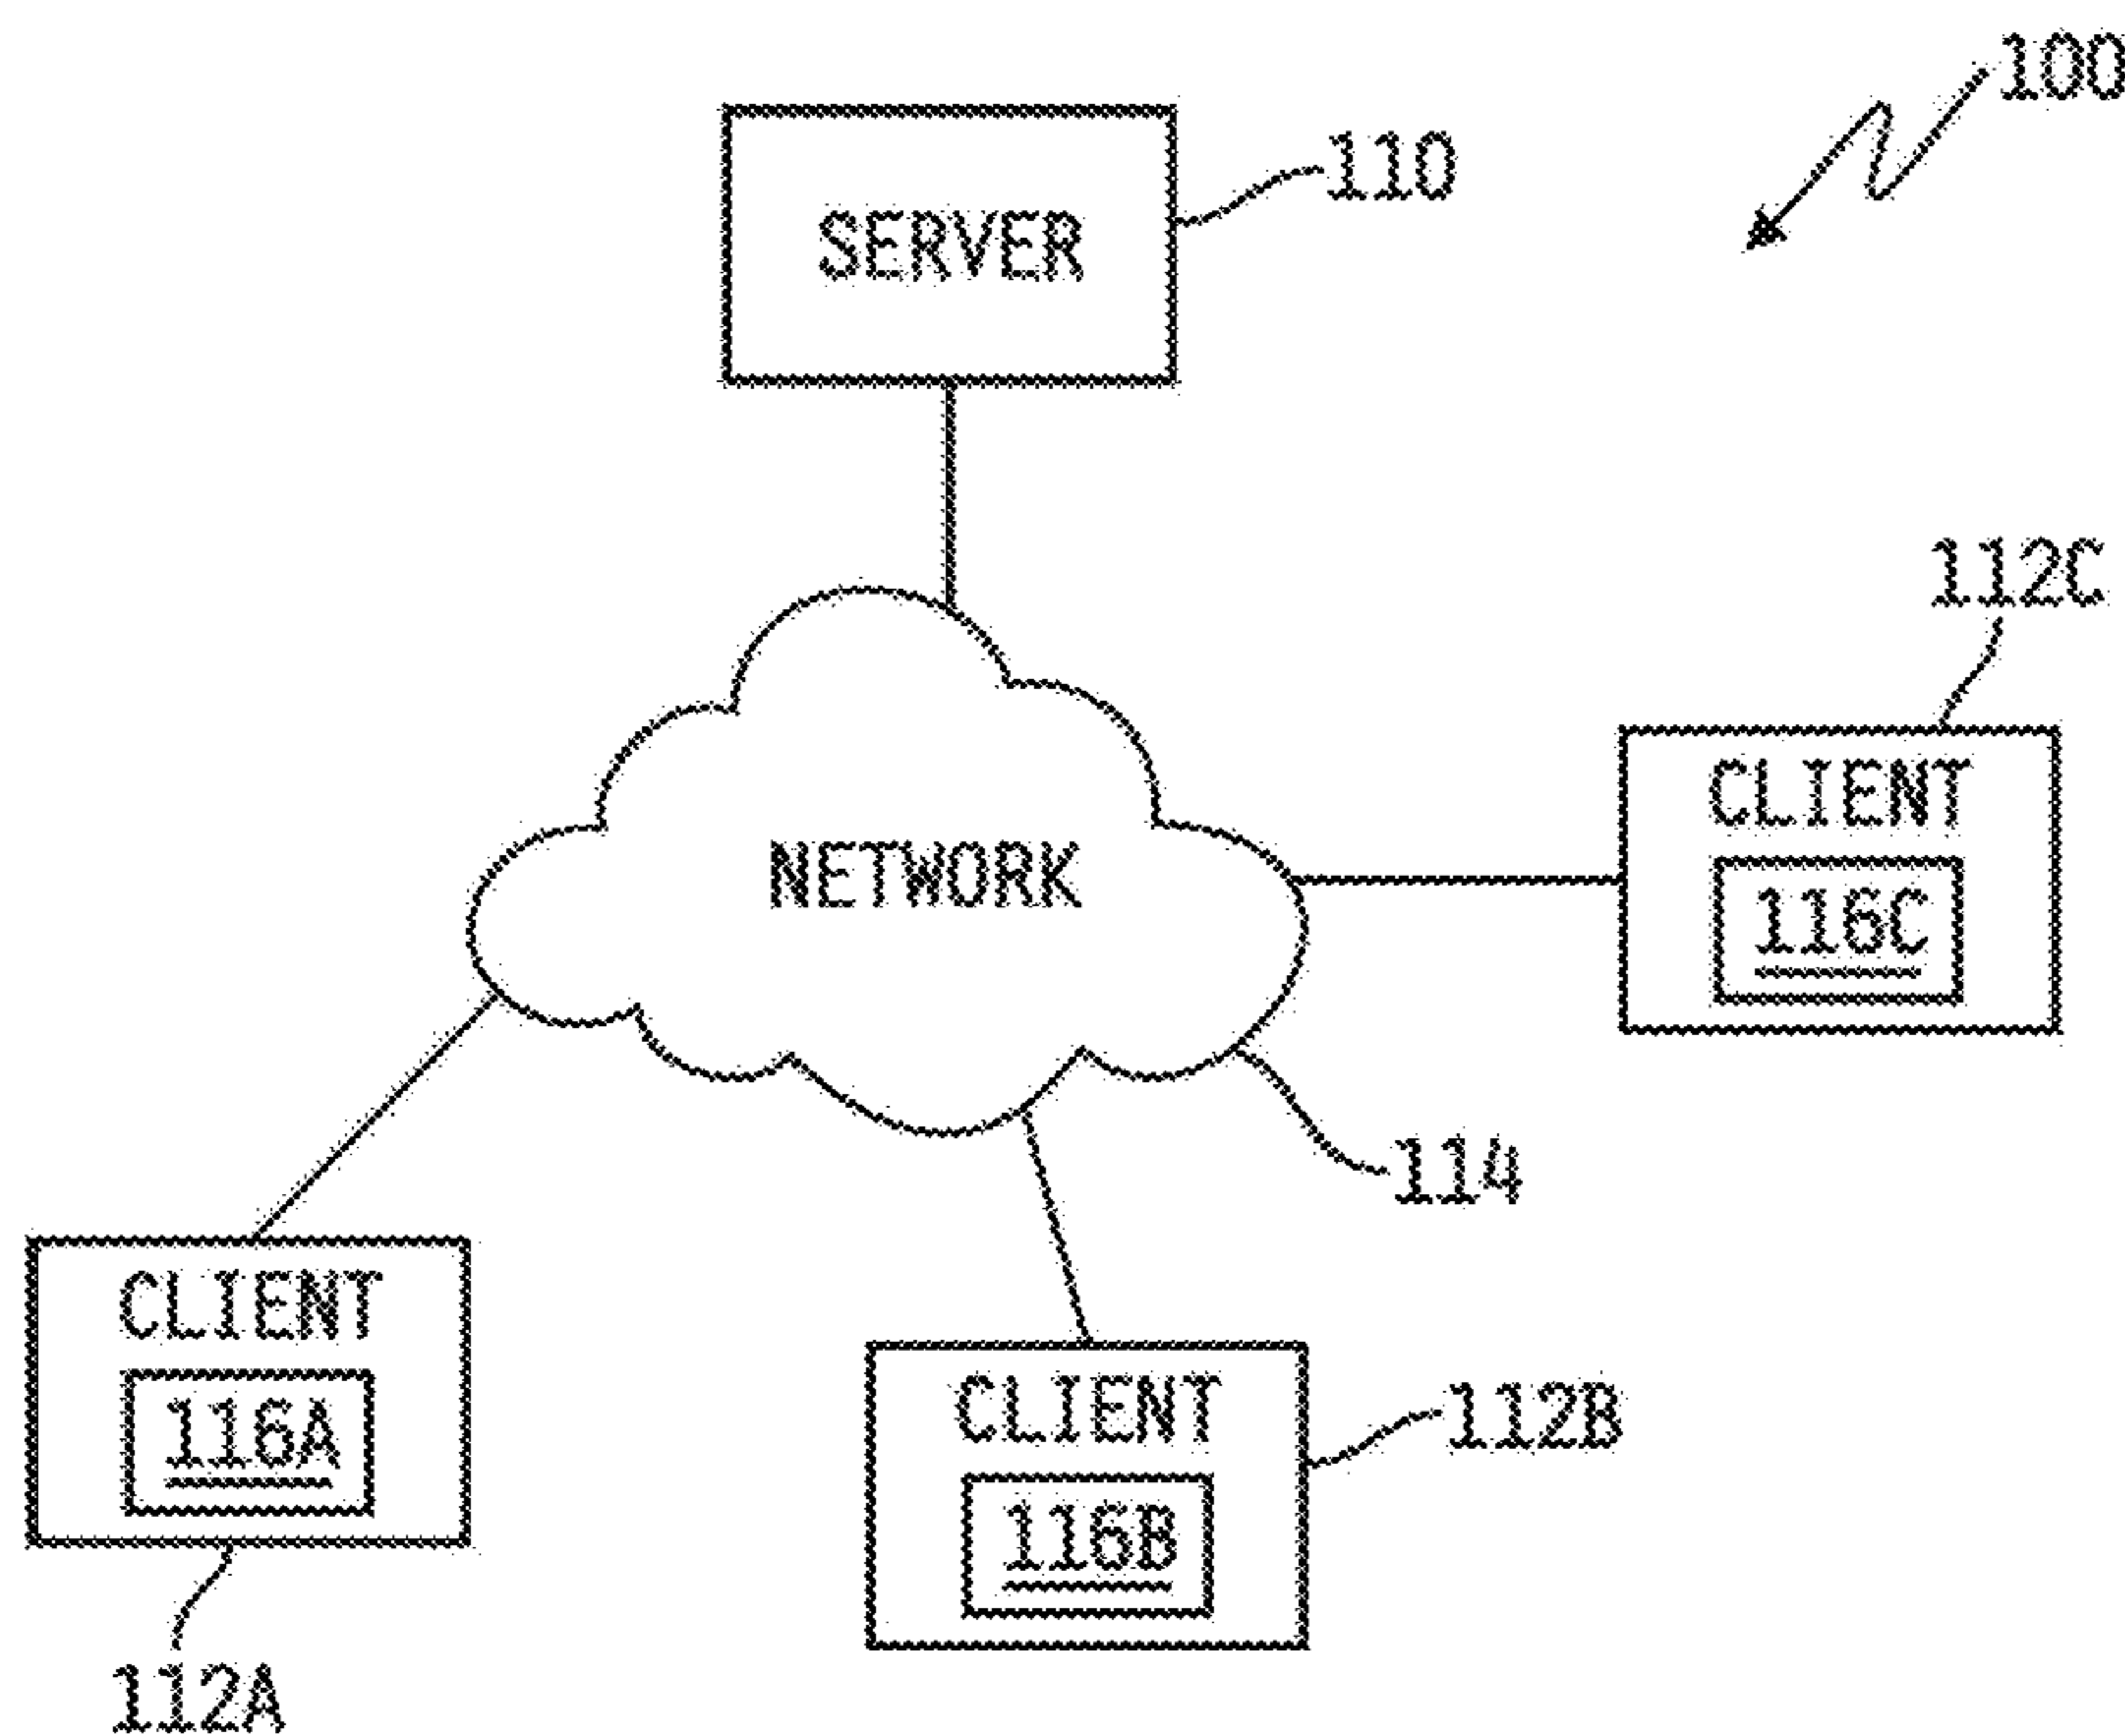 100
110
SERVER
112C
CLIENT
NETWORK
116C
114
CLIENT
116A
CLIENT
112B
116B
112A